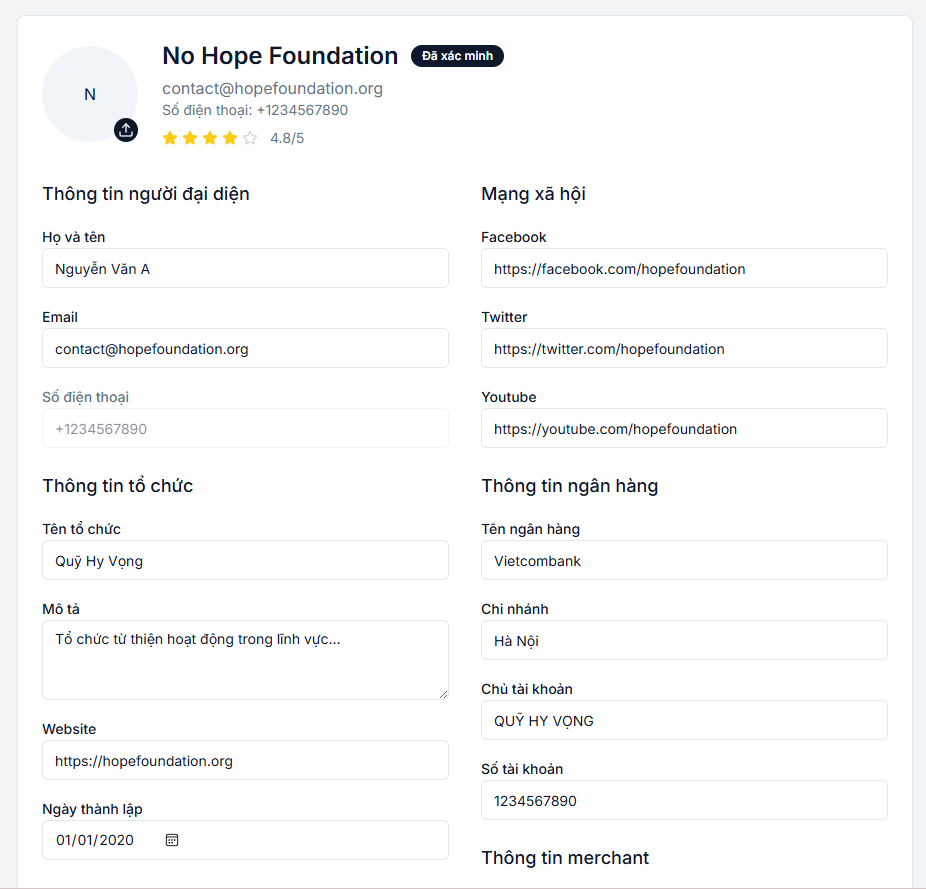 N
No Hope Foundation
Đã xác minh
contact@hopefoundation.org
Số điện thoại: +1234567890
4.8/5
Thông tin người đại diện
Họ và tên
Nguyễn Văn A
Email
contact@hopefoundation.org
Số điện thoại
+1234567890
Thông tin tổ chức
Tên tổ chức
Quỹ Hy Vọng
Mô tả
Tổ chức từ thiện hoạt động trong lĩnh vực...
Website
https://hopefoundation.org
Ngày thành lập
01/01/2020
Mạng xã hội
Facebook
https://facebook.com/hopefoundation
Twitter
https://twitter.com/hopefoundation
Youtube
https://youtube.com/hopefoundation
Thông tin ngân hàng
Tên ngân hàng
Vietcombank
Chi nhánh
Hà Nội
Chủ tài khoản
QUỸ HY VỌNG
Số tài khoản
1234567890
Thông tin merchant